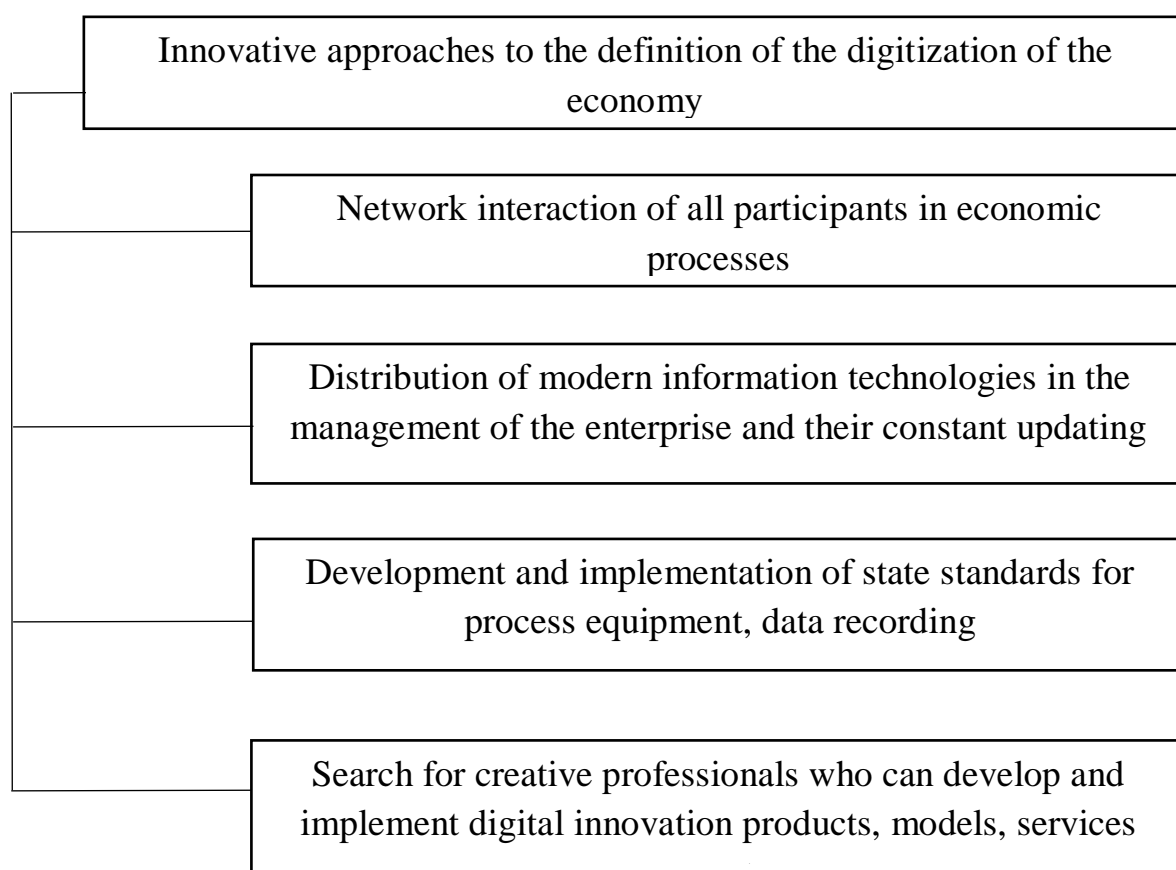 Innovative approaches to the definition of the digitization of the
economy
Network interaction of all participants in economic
processes
Distribution of modern information technologies in the
management of the enterprise and their constant updating
Development and implementation of state standards for
process equipment, data recording
Search for creative professionals who can develop and
implement digital innovation products, models, services